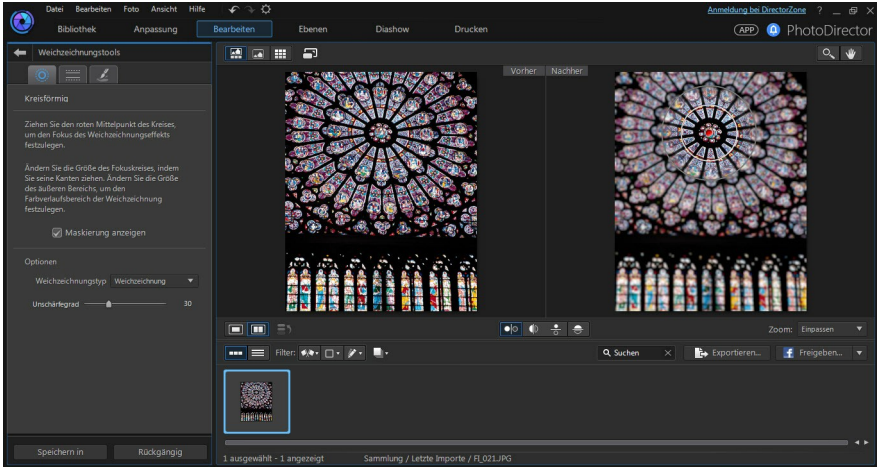 Datei Bearbeiten Foto Ansicht Hilfe
Anmeldung bei DirectorZone ?
Bibliothek Anpassung Bearbeiten Ebenen Diashow Drucken
APP PhotoDirector
Weichzeichnungstools
Vorher Nachher
Kreisförmig
Ziehen Sie den roten Mittelpunkt des Kreises,
um den Fokus des Weichzeichnungseffekts
festzulegen.
Ändern Sie die Größe des Fokuskreises, indem
Sie seine Kanten ziehen. Ändern Sie die Größe
des äußeren Bereichs, um den
Farbverlaufsbereich der Weichzeichnung
festzulegen.
Maskierung anzeigen
Optionen
Weichzeichnungstyp Weichzeichnung
Unschärfegrad 30
Zoom: Einpassen
Filter:
Suchen
Exportieren...
Freigeben...
Speichern in Rückgängig
1 ausgewählt - 1 angezeigt Sammlung / Letzte Importe / FI_021.JPG